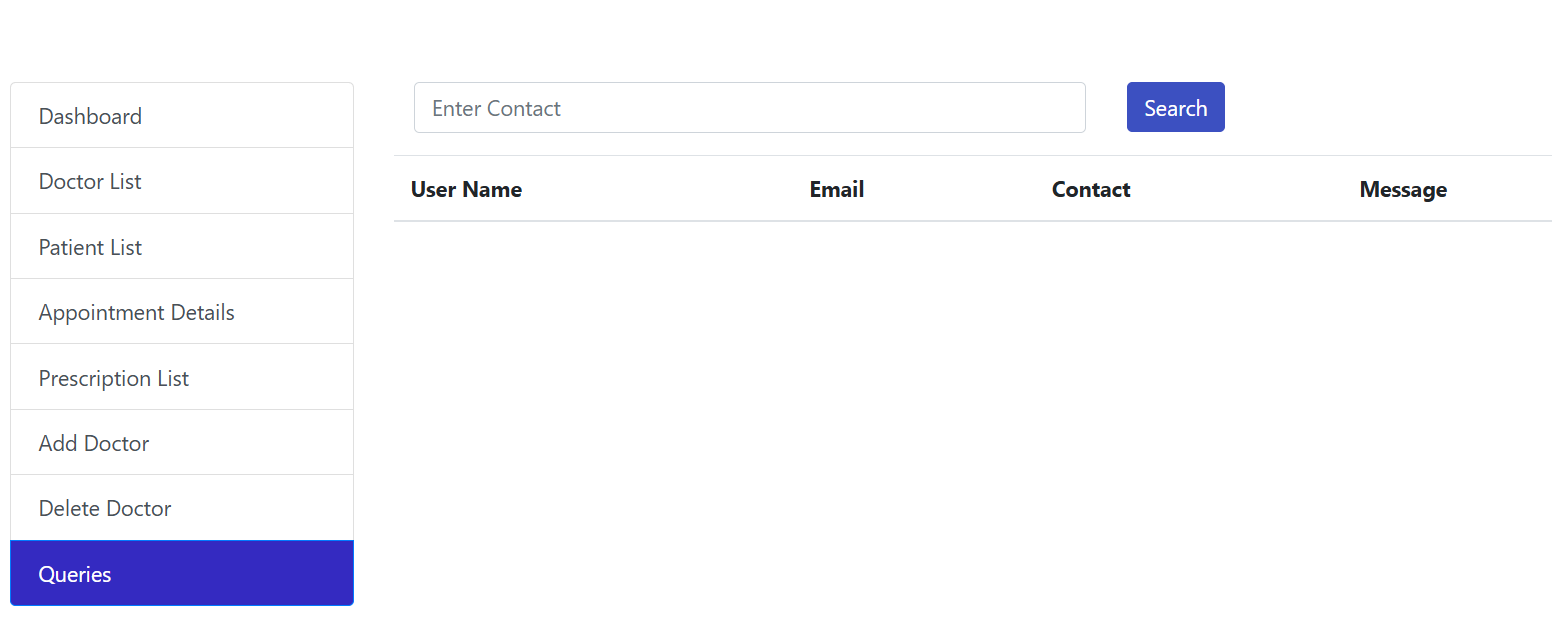 Dashboard
Doctor List
Patient List
Appointment Details
Prescription List
Add Doctor
Delete Doctor
Queries
Enter Contact
Search
User Name Email Contact Message